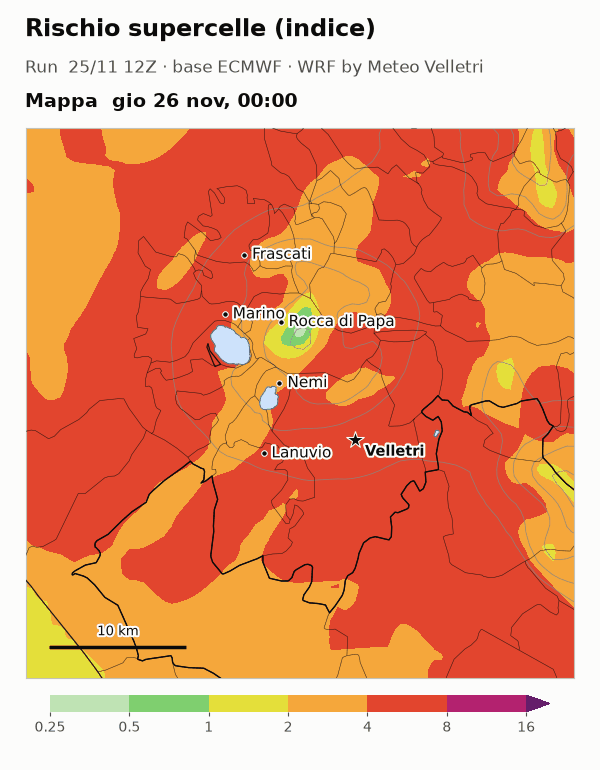 Rischio supercelle (indice)
Run  25/11 12Z · base ECMWF · WRF by Meteo Velletri
Mappa  gio 26 nov, 00:00
Frascati
Marino
Rocca di Papa
Nemi
Velletri
Lanuvio
10 km
0.25 0.5 1 2 4 8 16